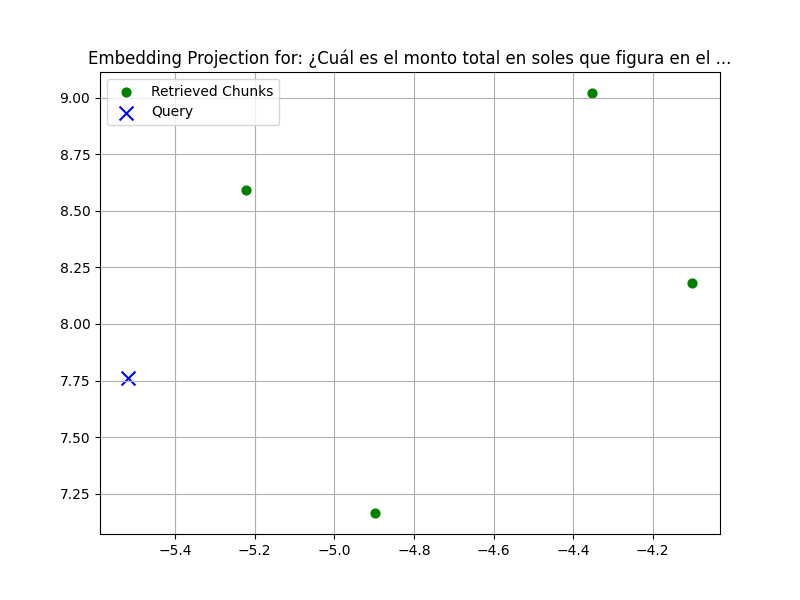 Embedding Projection for: ¿Cuál es el monto total en soles que figura en el ...
Retrieved Chunks
Query
9.00
8.75
8.50
8.25
8.00
7.75
7.50
7.25
−5.4 −5.2 −5.0 −4.8 −4.6 −4.4 −4.2